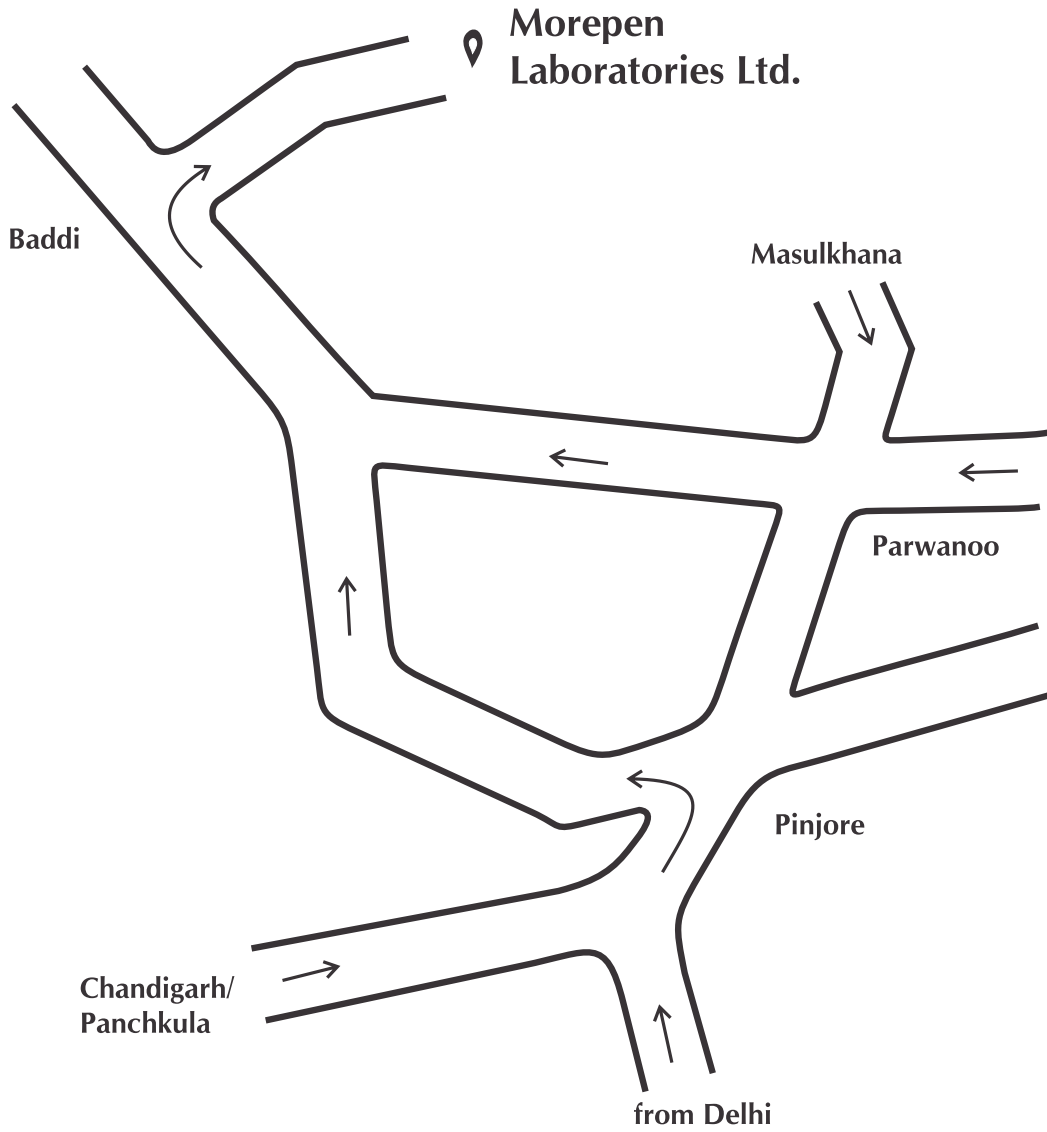 Morepen
Laboratories Ltd.
Baddi
Masulkhana
Parwanoo
Pinjore
Chandigarh/
Panchkula
from Delhi